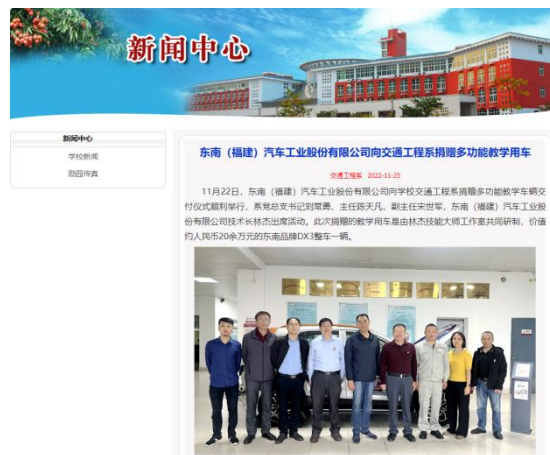 新闻中心
新闻中心
学校新闻
励园传真
东南（福建）汽车工业股份有限公司向交通工程系捐赠多功能教学用车
交通工程系 2022-11-25
11月22日，东南（福建）汽车工业股份有限公司向学校交通工程系捐赠多功能教学车辆交
付仪式顺利举行，系党总支书记刘常勇、主任陈天凡、副主任宋世军，东南（福建）汽车工业股
份有限公司技术长林杰出席活动。此次捐赠的教学用车是由林杰技能大师工作室共同研制，价值
约人民币20余万元的东南品牌DX3整车一辆。